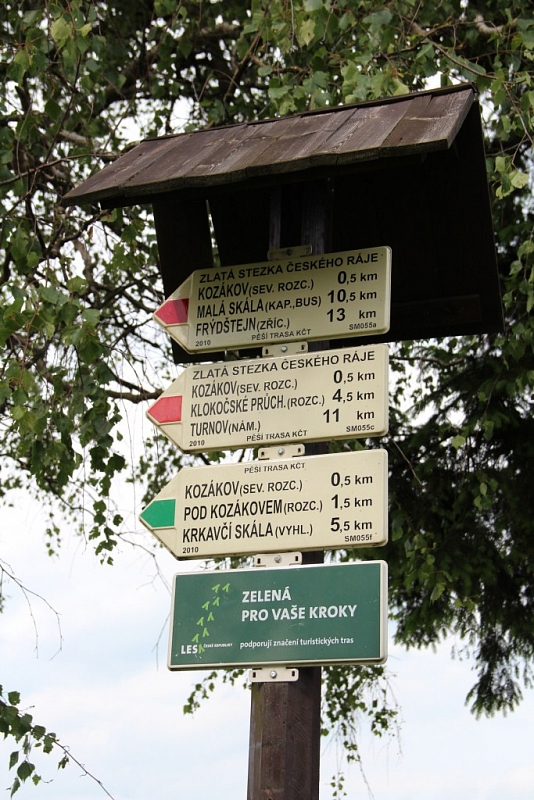 ZLATÁ STEZKA ČESKÉHO RÁJE
KOZÁKOV(SEV. ROZC.) 0,5 KM
MALÁ SKÁLA(KAP.,BUS) 10,5 KM
FRÝDŠTEJN(ZŘÍC.) 13 KM
2010 PĚŠÍ TRASA KČT SM055a
ZLATÁ STEZKA ČESKÉHO RÁJE
KOZÁKOV(SEV. ROZC.) 0,5 KM
KLOKOČSKÉ PRŮCH.(ROZC.) 4,5 KM
TURNOV(NÁM.) 11 KM
2010 PĚŠÍ TRASA KČT SM055c
PĚŠÍ TRASA KČT
KOZÁKOV(SEV. ROZC.) 0,5 KM
POD KOZÁKOVEM(ROZC.) 1,5 KM
KRKAVČÍ SKÁLA(VYHL.) 5,5 KM
2010 SM055f
ZELENÁ
PRO VAŠE KROKY
LESY ČESKÉ REPUBLIKY podporují značení turistických tras